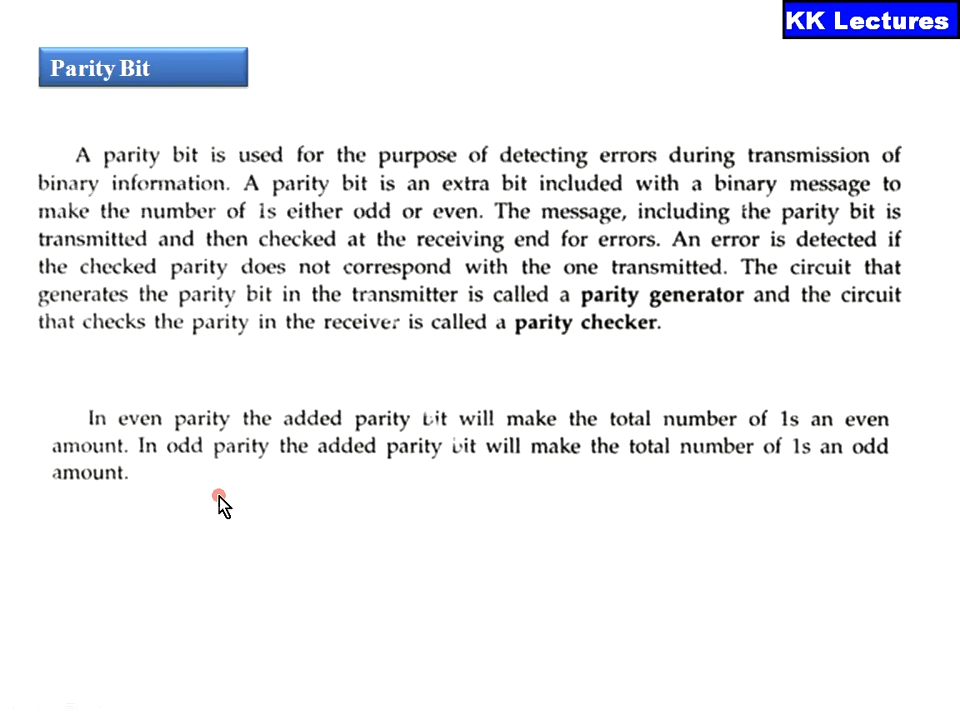 KK Lectures
Parity Bit
A parity bit is used for the purpose of detecting errors during transmission of
binary information. A parity bit is an extra bit included with a binary message to
make the number of 1s either odd or even. The message, including the parity bit is
transmitted and then checked at the receiving end for errors. An error is detected if
the checked parity does not correspond with the one transmitted. The circuit that
generates the parity bit in the transmitter is called a parity generator and the circuit
that checks the parity in the receiver is called a parity checker.
In even parity the added parity bit will make the total number of 1s an even
amount. In odd parity the added parity bit will make the total number of 1s an odd
amount.